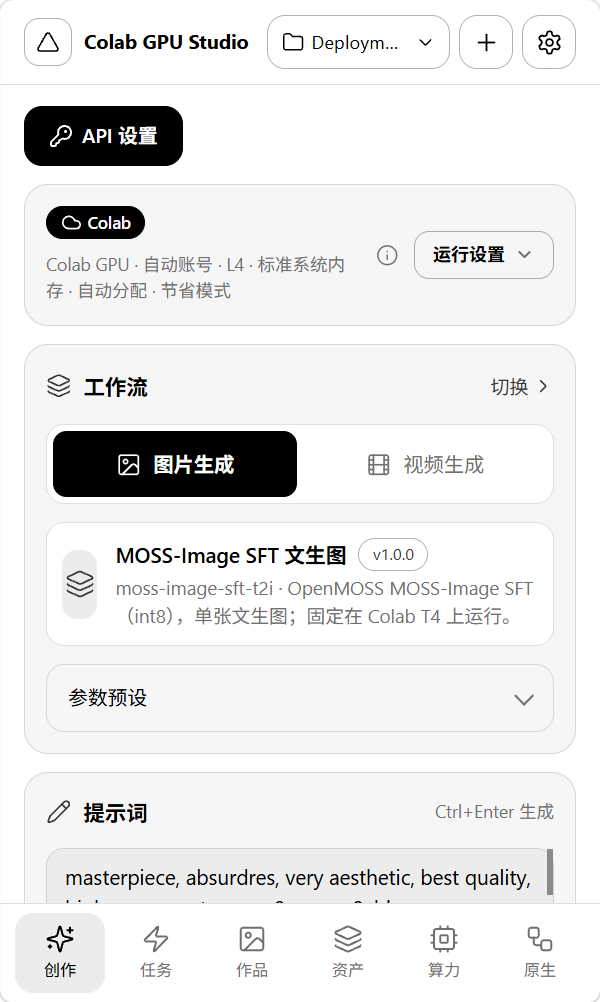 Colab GPU Studio
Deploym...
API 设置
Colab
Colab GPU · 自动账号 · L4 · 标准系统内
存 · 自动分配 · 节省模式
运行设置
工作流
切换
图片生成
视频生成
MOSS-Image SFT 文生图
v1.0.0
moss-image-sft-t2i · OpenMOSS MOSS-Image SFT
（int8），单张文生图；固定在 Colab T4 上运行。
参数预设
提示词
Ctrl+Enter 生成
masterpiece, absurdres, very aesthetic, best quality,
创作
任务
作品
资产
算力
原生